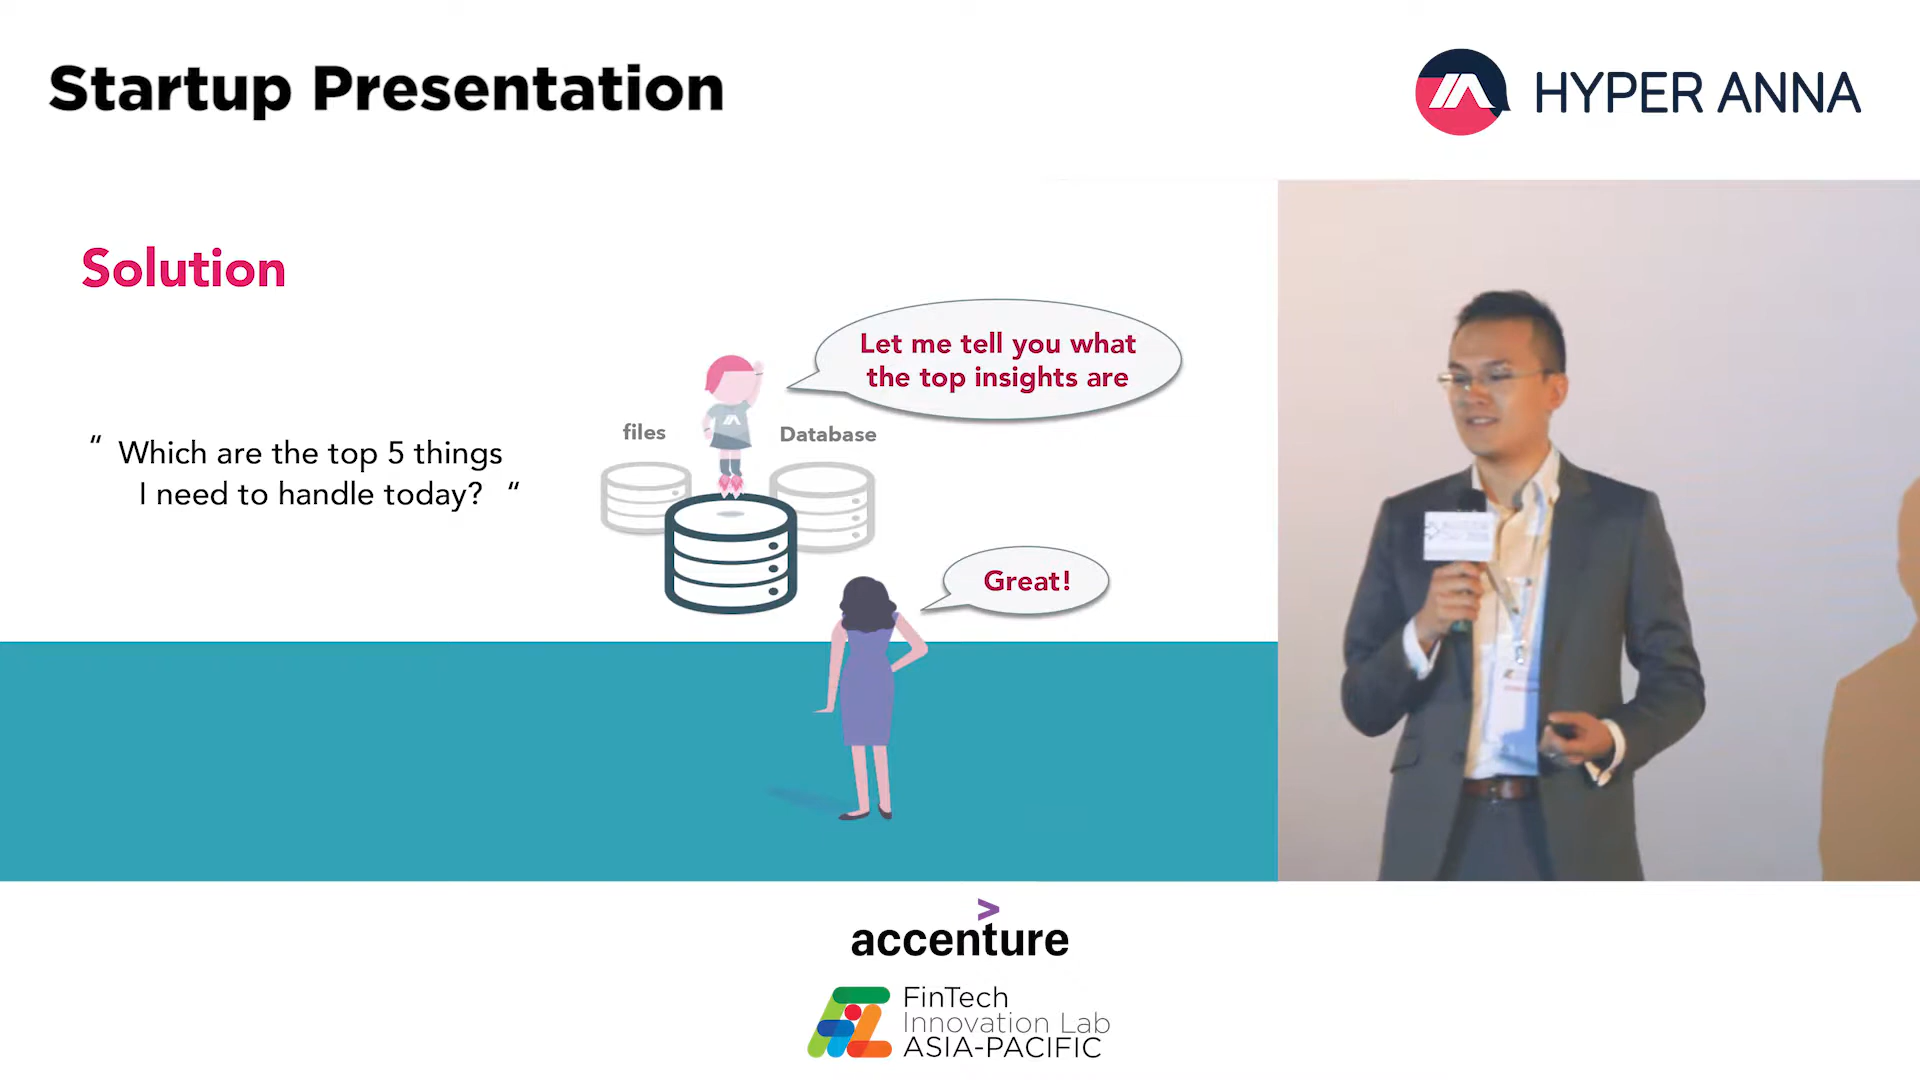 Startup Presentation
HYPER ANNA
Solution
“ Which are the top 5 things
I need to handle today? “
Let me tell you what
the top insights are
files
Database
Great!
accenture
FinTech
Innovation Lab
ASIA-PACIFIC